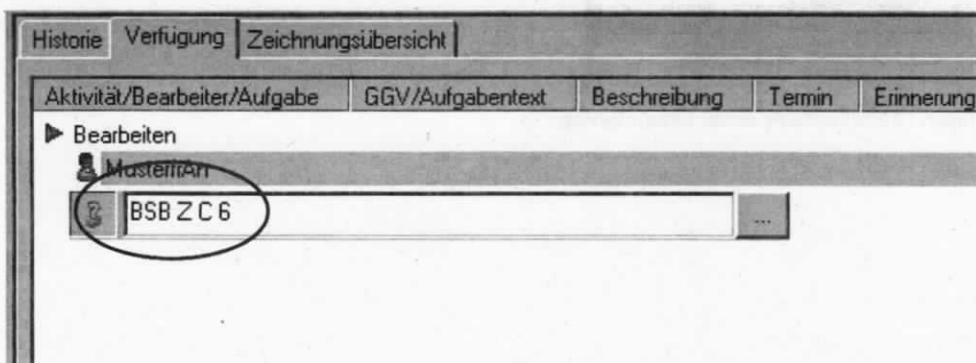 Historie Verfügung Zeichnungsübersicht
Aktivität/Bearbeiter/Aufgabe GGV/Aufgabentext Beschreibung Termin Erinnerung
Bearbeiten
BSB Z C 6
...